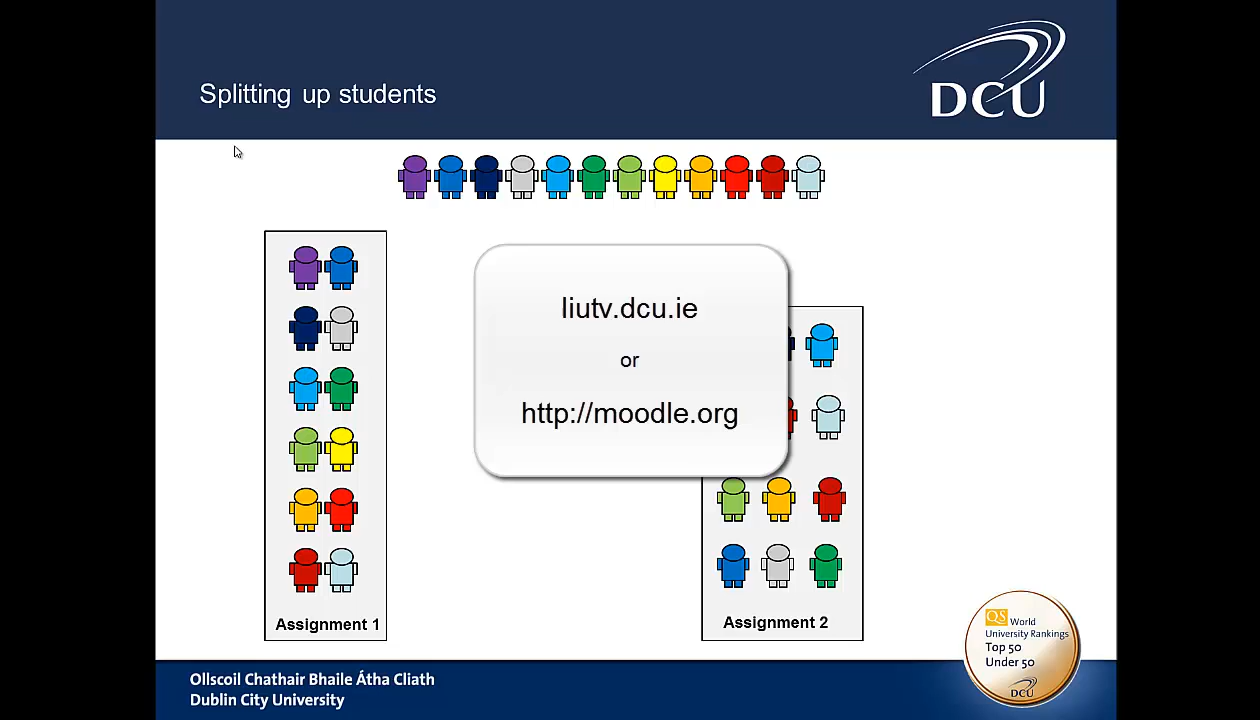 Splitting up students
DCU
liutv.dcu.ie
or
http://moodle.org
Assignment 1
Assignment 2
QS World
University Rankings
Top 50
Under 50
DCU
Ollscoil Chathair Bhaile Átha Cliath
Dublin City University